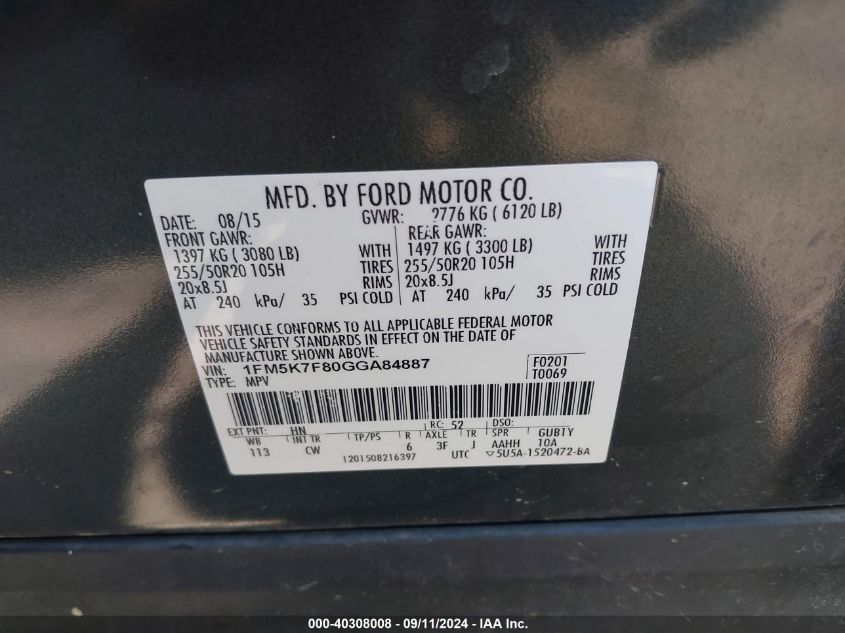 MFD. BY FORD MOTOR CO.
DATE: 08/15 GVWR: 2776 KG ( 6120 LB)
FRONT GAWR: REAR GAWR:
1397 KG ( 3080 LB) WITH 1497 KG ( 3300 LB) WITH
255/50R20 105H TIRES 255/50R20 105H TIRES
20x8.5J RIMS 20x8.5J RIMS
AT 240 kPa/ 35 PSI COLD AT 240 kPa/ 35 PSI COLD
THIS VEHICLE CONFORMS TO ALL APPLICABLE FEDERAL MOTOR
VEHICLE SAFETY STANDARDS IN EFFECT ON THE DATE OF
MANUFACTURE SHOWN ABOVE.
VIN: 1FM5K7F80GGA84887 F0201
TYPE: MPV T0069
EXT PNT: HN RC: 52 DSO:
WB INT TR TP/PS R AXLE TR SPR GUBTY
113 CW 6 3F J AAHH 10A
1201508216397 UTC ▽5U5A-1520472-BA
000-40308008 - 09/11/2024 - IAA Inc.